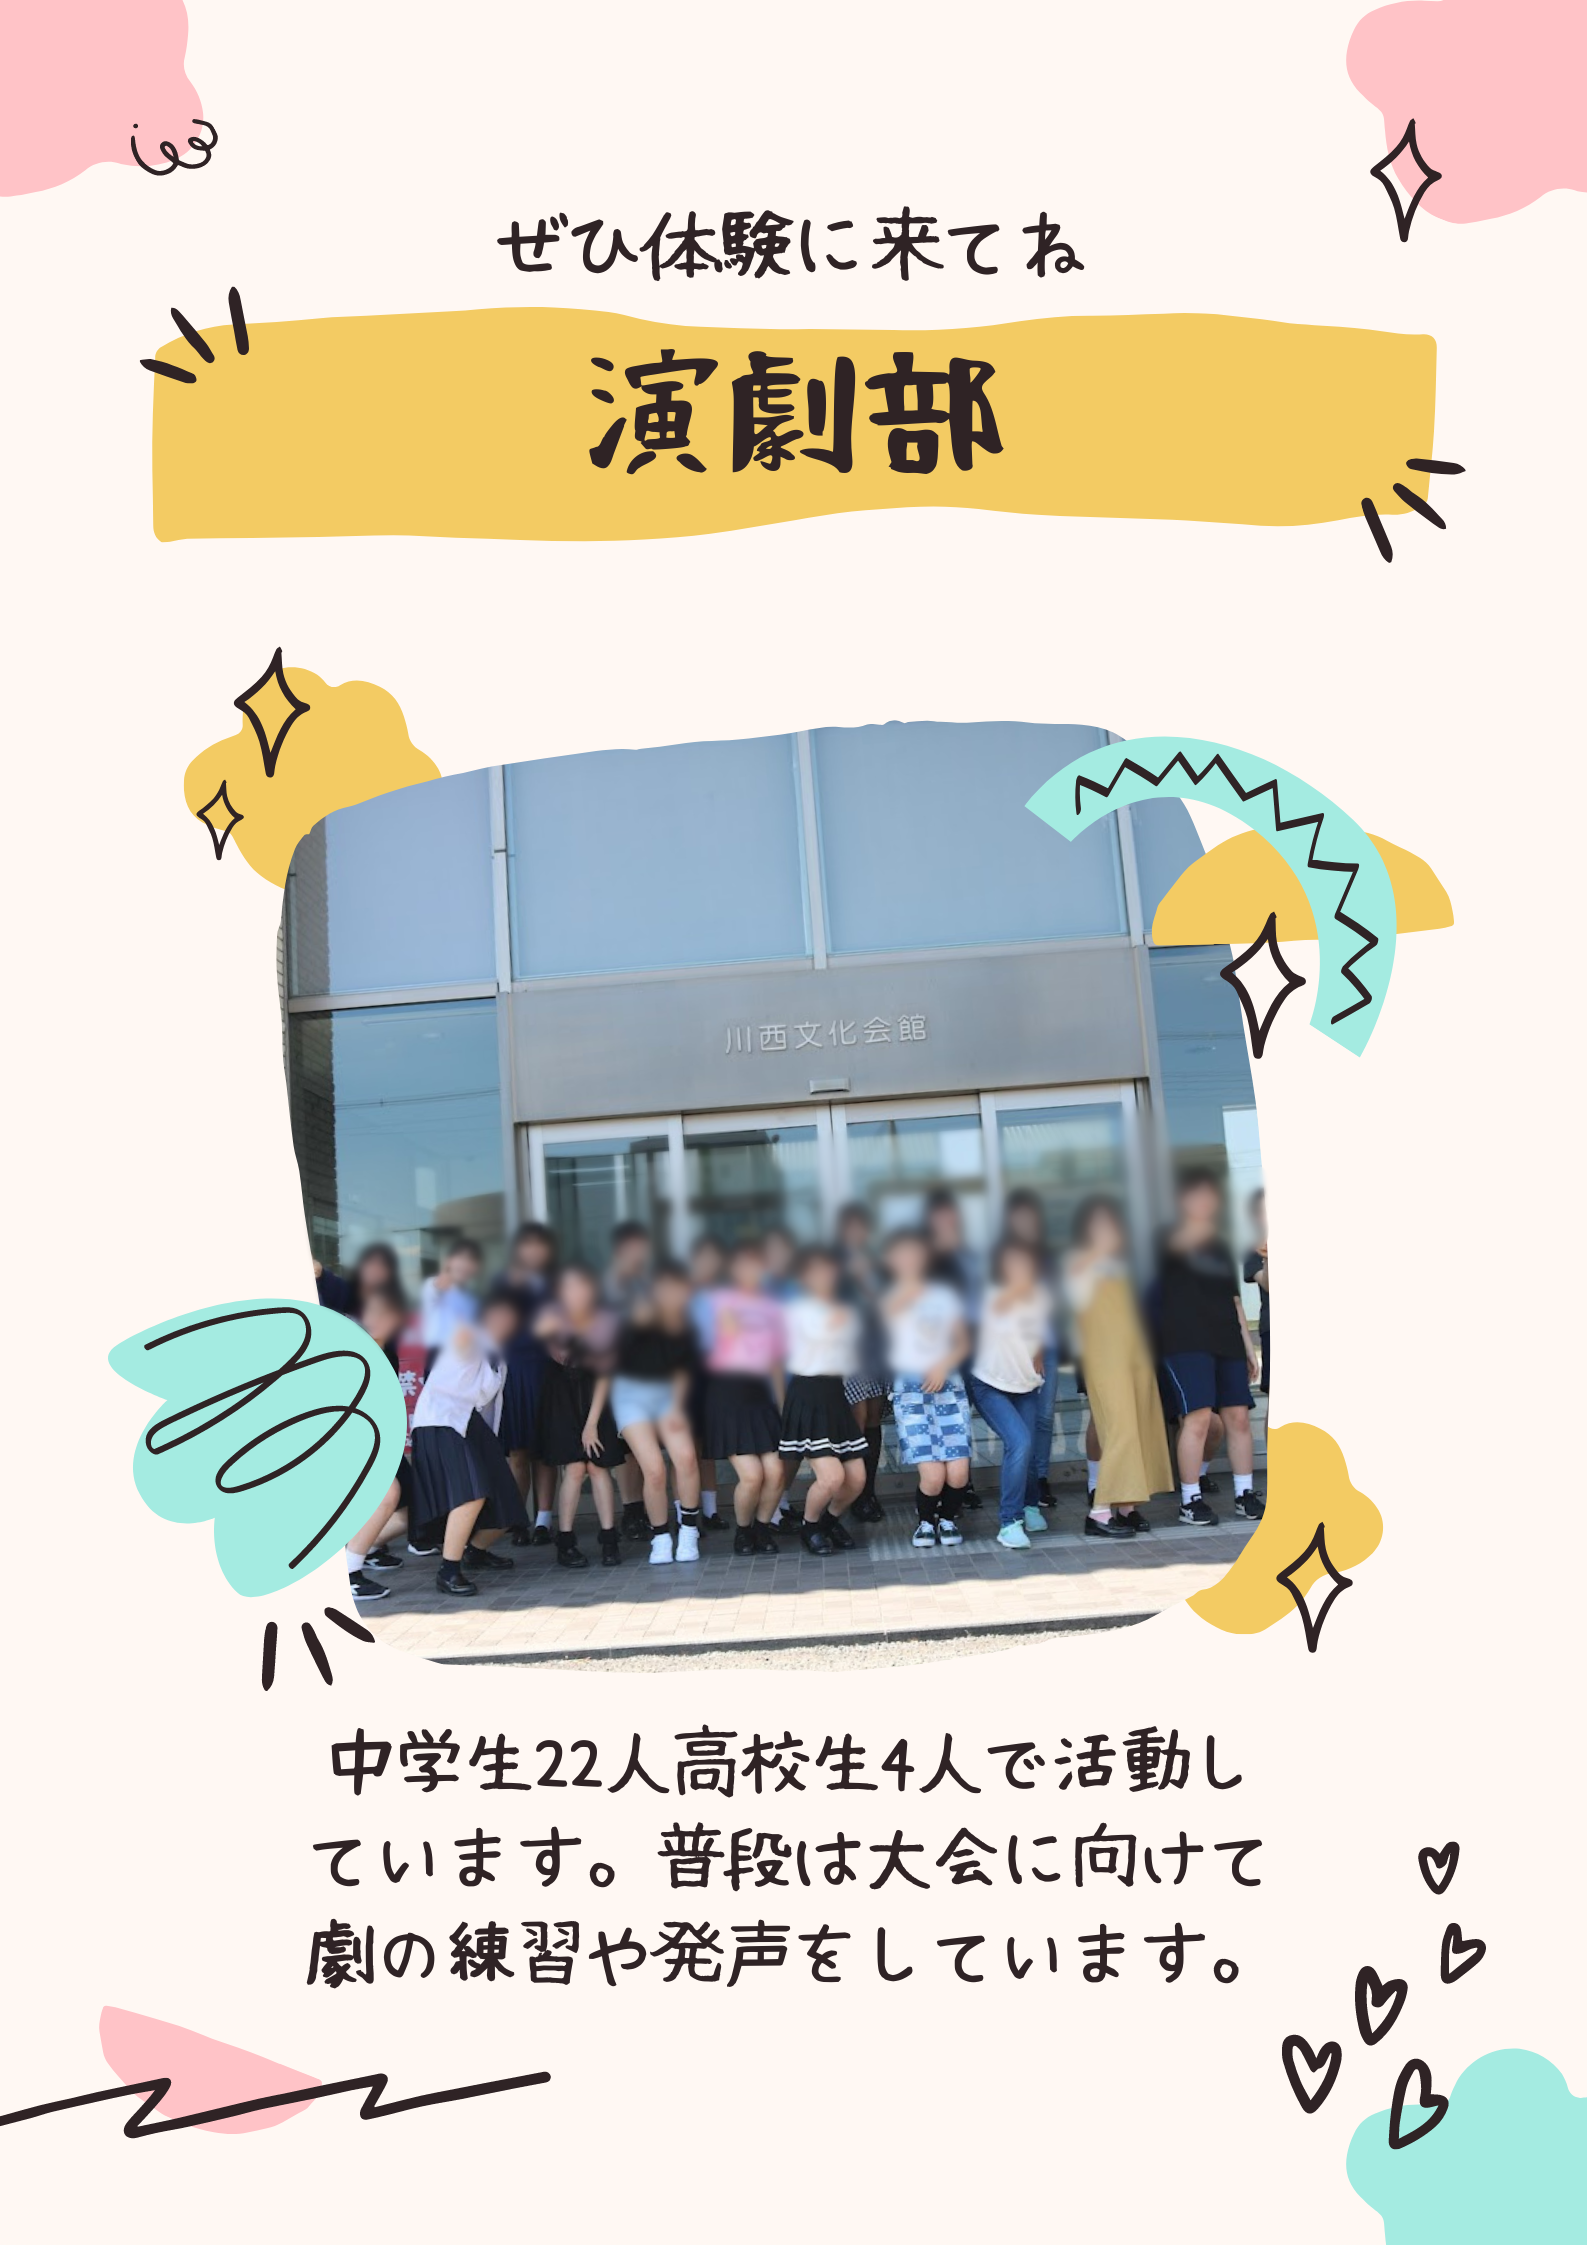 ぜひ体験に来てね
演劇部
川西文化会館
禁
中学生22人高校生4人で活動し
ています。普段は大会に向けて
劇の練習や発声をしています。